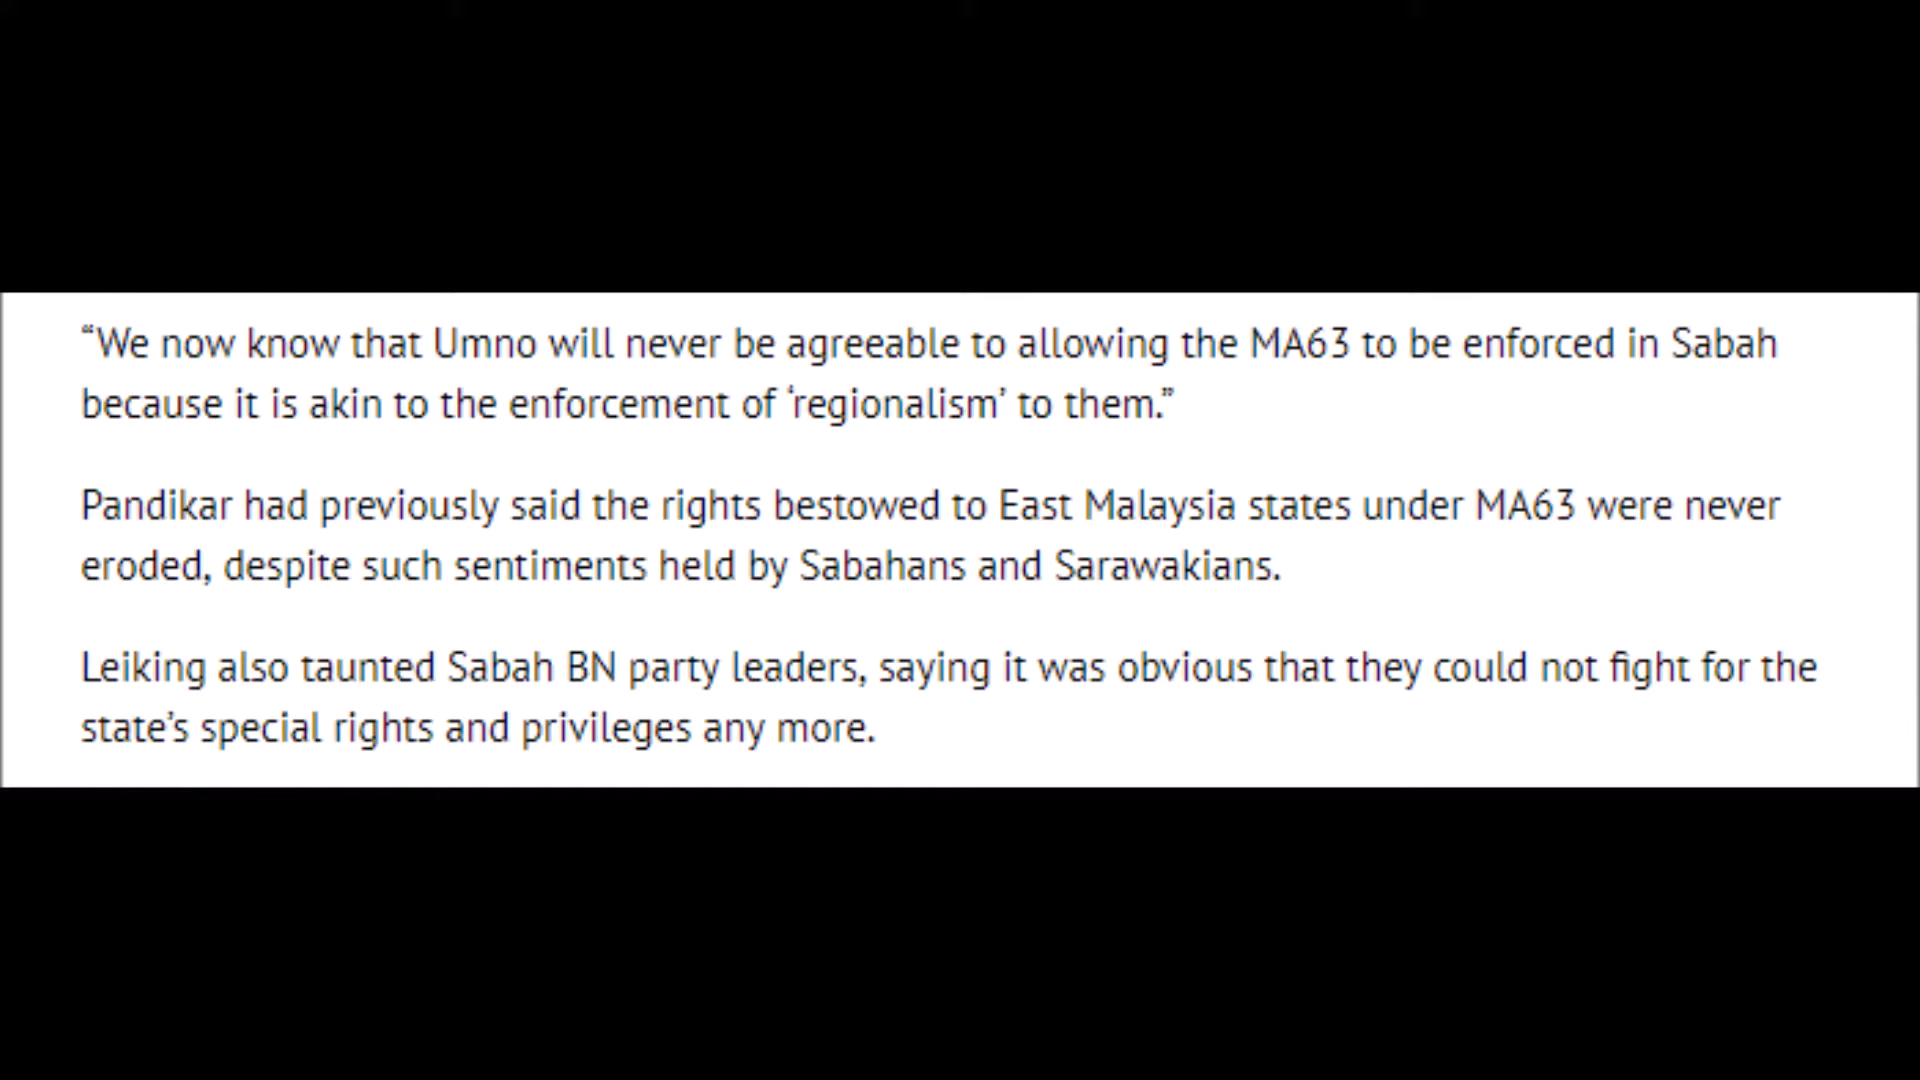 “We now know that Umno will never be agreeable to allowing the MA63 to be enforced in Sabah
because it is akin to the enforcement of ‘regionalism’ to them.”
Pandikar had previously said the rights bestowed to East Malaysia states under MA63 were never
eroded, despite such sentiments held by Sabahans and Sarawakians.
Leiking also taunted Sabah BN party leaders, saying it was obvious that they could not fight for the
state’s special rights and privileges any more.